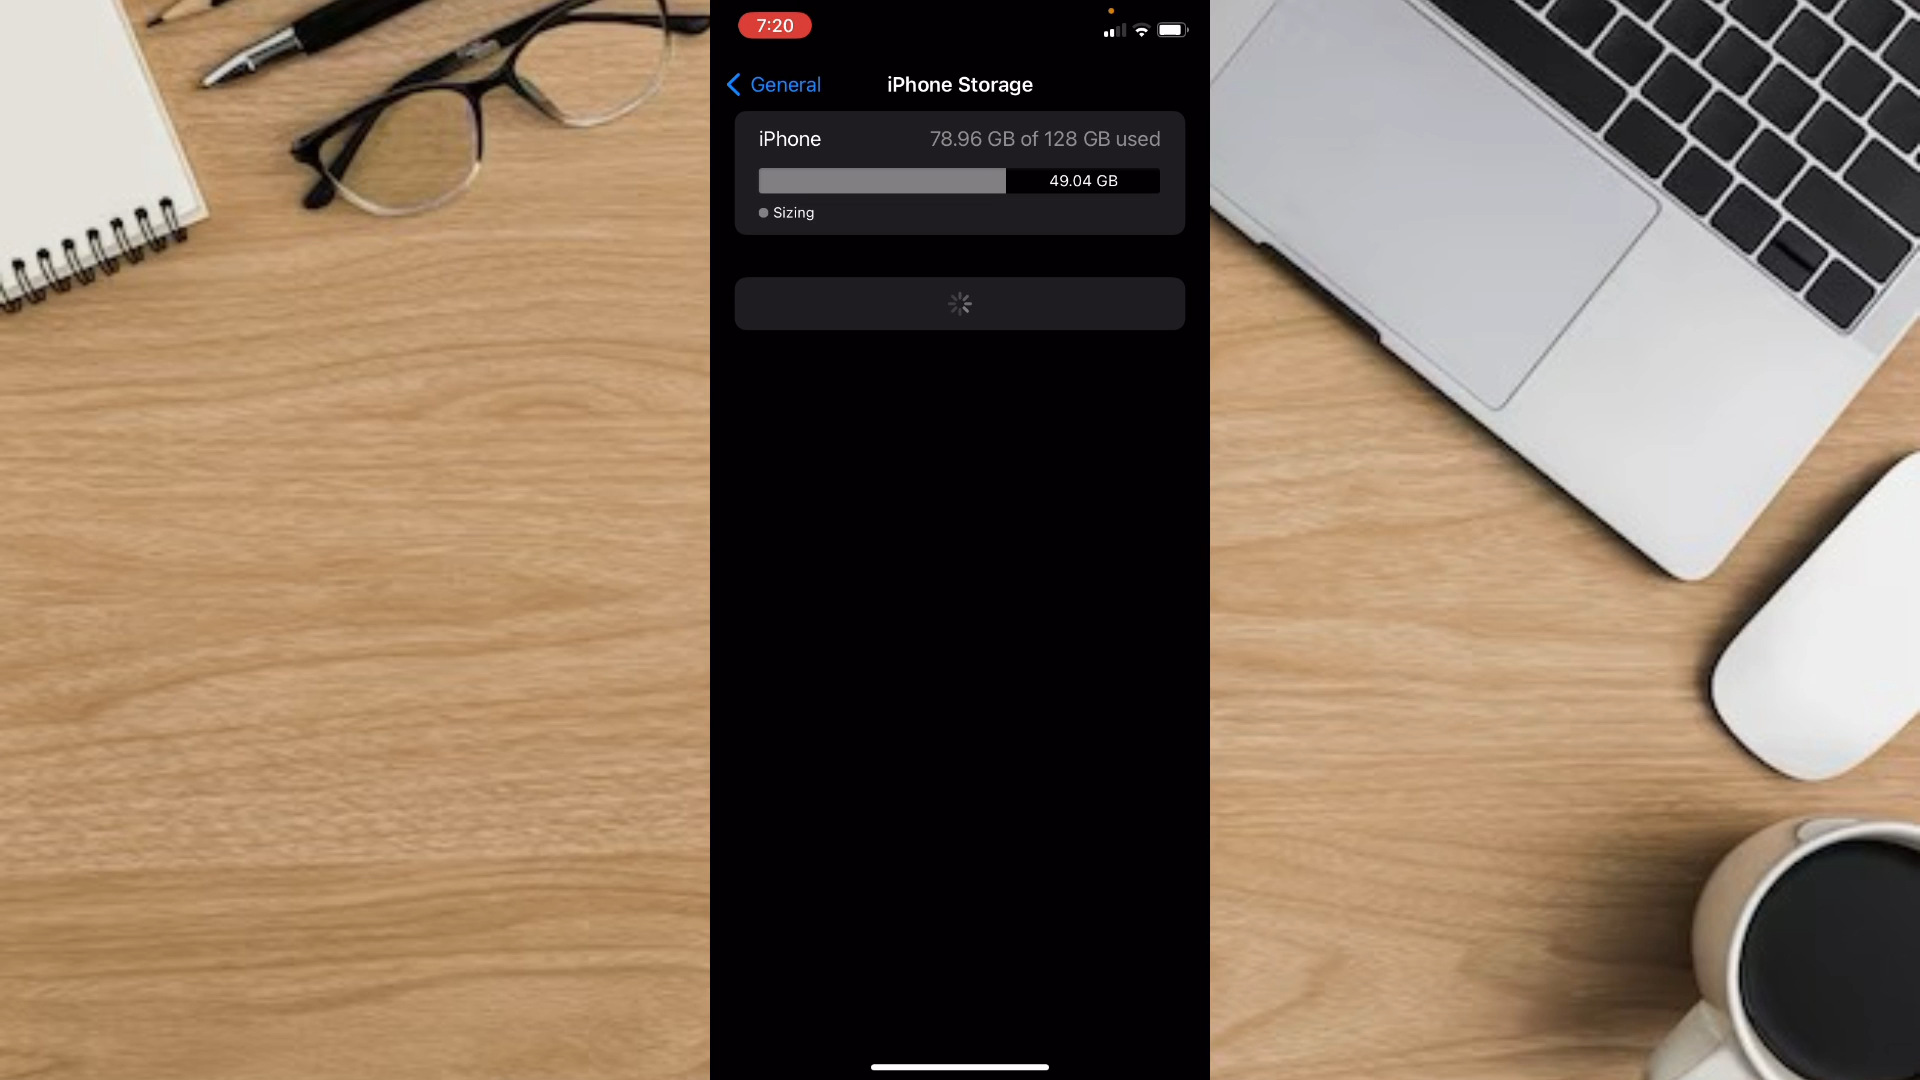 7:20
General
iPhone Storage
iPhone
78.96 GB of 128 GB used
49.04 GB
Sizing